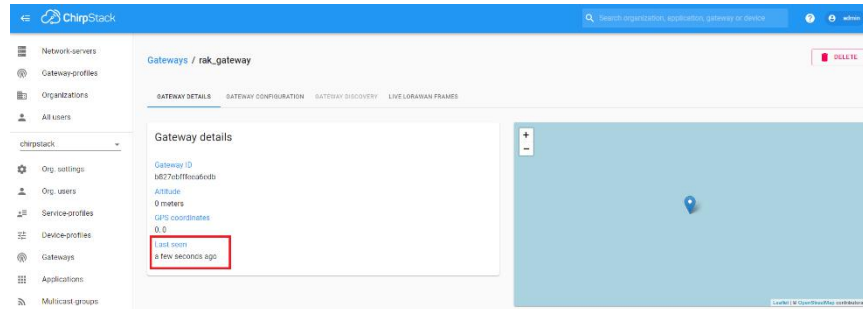 ChirpStack
Search organization, application, gateway or device
? admin
Network-servers
Gateway-profiles
Organizations
All users
chirpstack
Org. settings
Org. users
Service-profiles
Device-profiles
Gateways
Applications
Multicast groups
Gateways / rak_gateway
DELETE
GATEWAY DETAILS GATEWAY CONFIGURATION GATEWAY DISCOVERY LIVE LORAWAN FRAMES
Gateway details
Gateway ID
Altitude
0 meters
GPS coordinates
0, 0
Last seen
a few seconds ago
+
−
Leaflet | © OpenStreetMap contributors